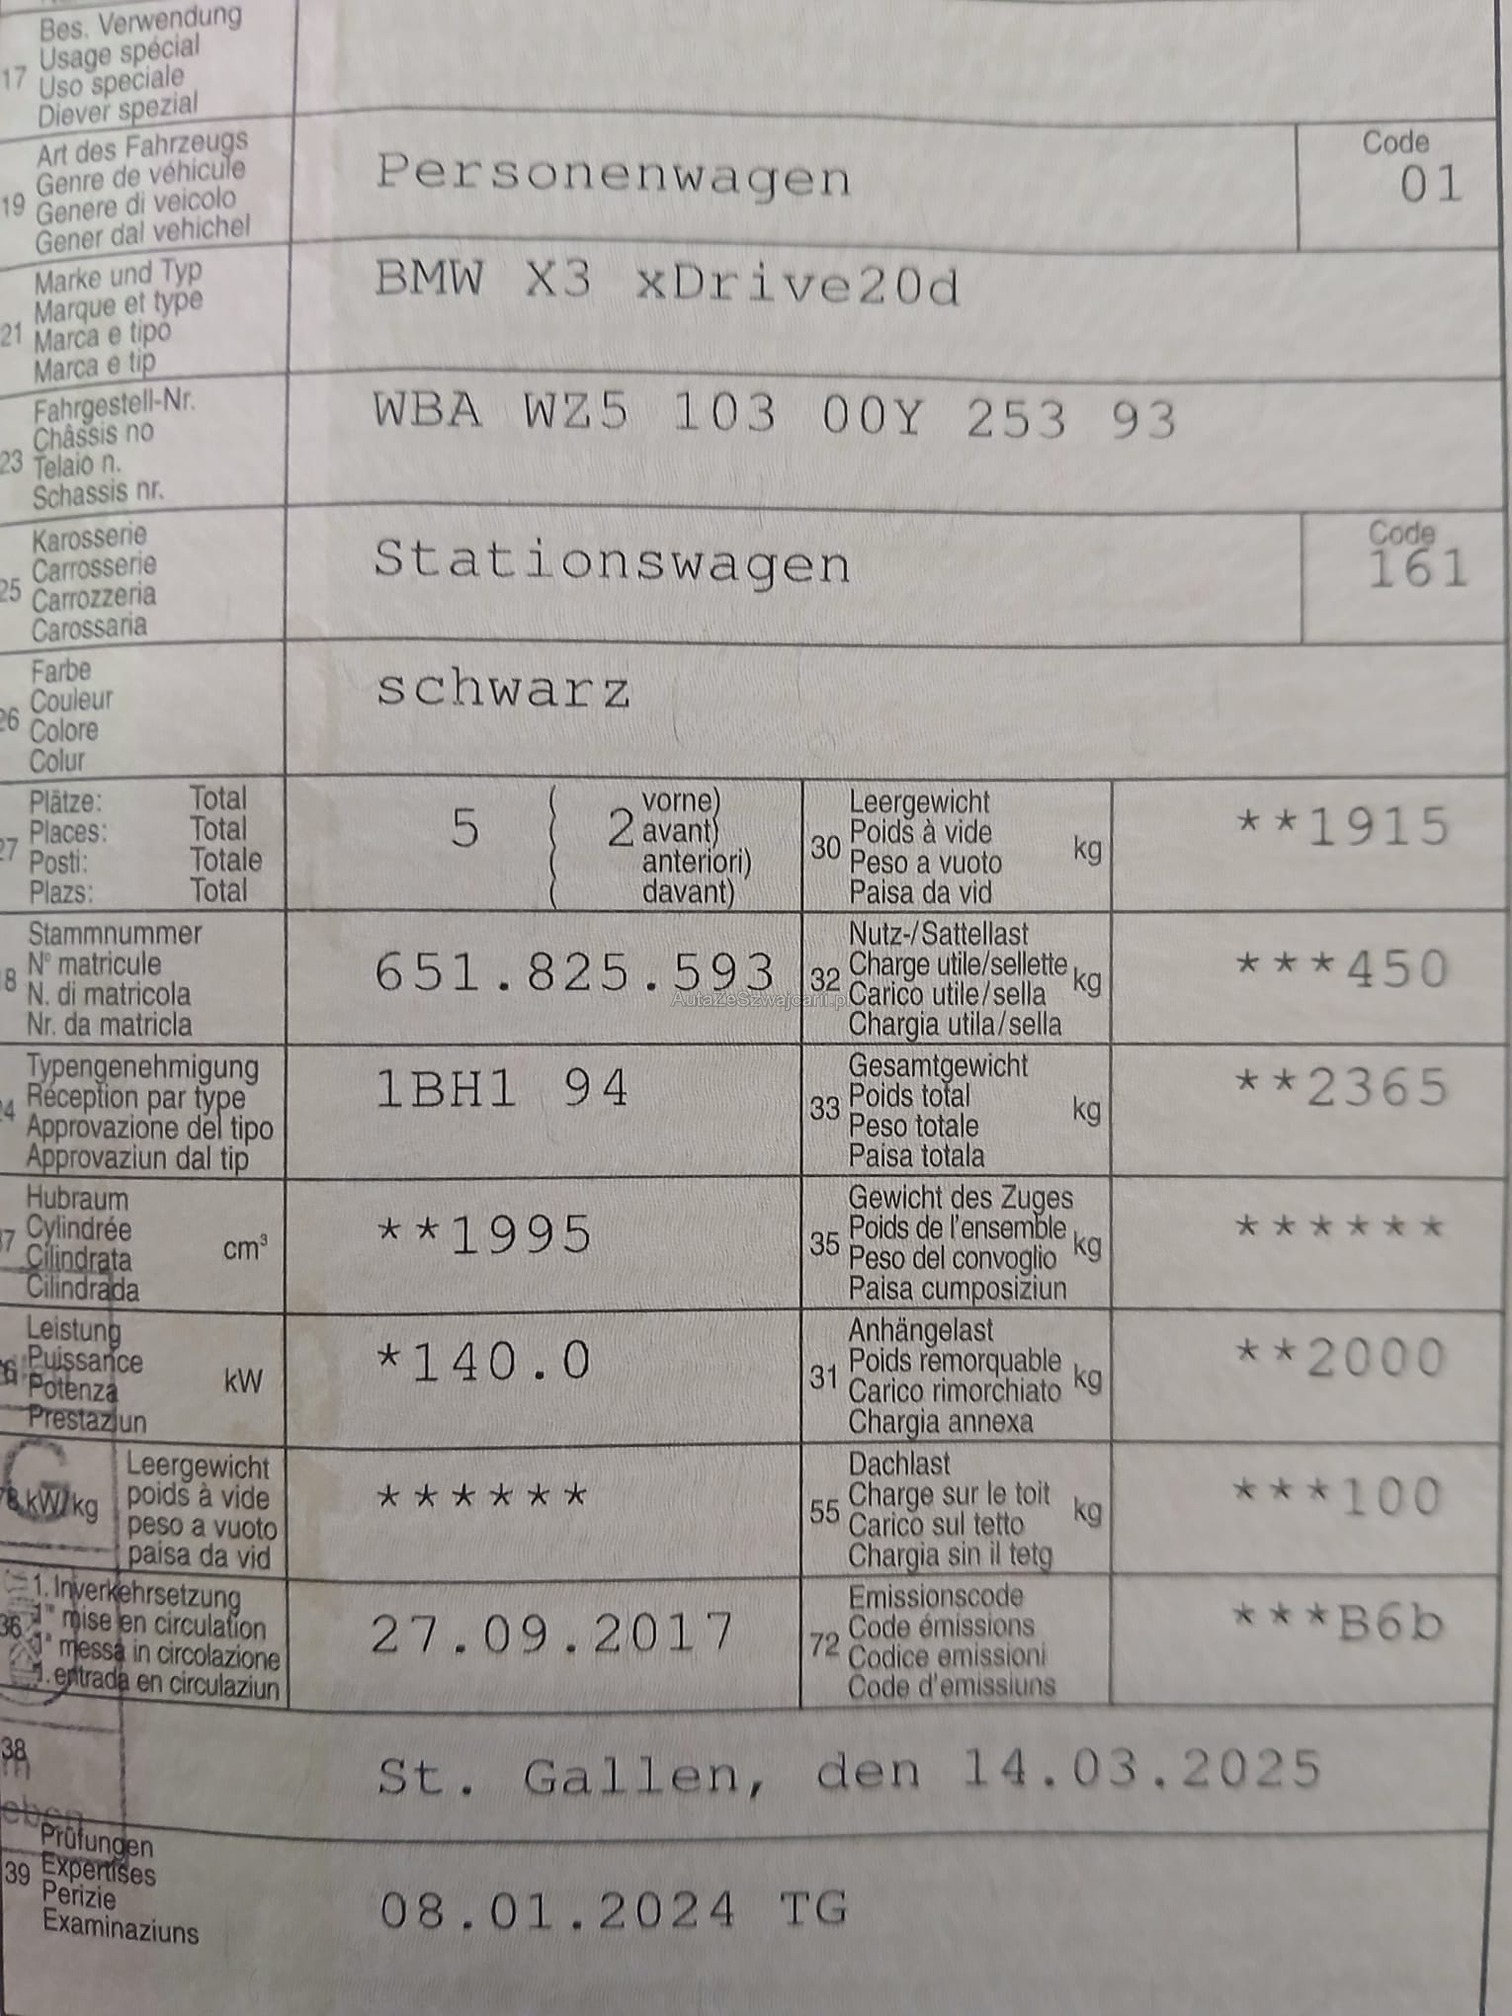 Bes. Verwendung
Usage spécial
17 Uso speciale
Diever spezial
Art des Fahrzeugs
Genre de véhicule
19 Genere di veicolo
Gener dal vehichel
Personenwagen
Code
01
Marke und Typ
Marque et type
21 Marca e tipo
Marca e tip
BMW X3 xDrive20d
Fahrgestell-Nr.
Châssis no
23 Telaio n.
Schassis nr.
WBA WZ5 103 00Y 253 93
Karosserie
Carrosserie
25 Carrozzeria
Carossaria
Stationswagen
Code
161
Farbe
Couleur
26 Colore
Colur
schwarz
Plätze: Total
Places: Total
27 Posti: Totale
Plazs: Total
5 ( 2 vorne)
( avant)
( anteriori)
( davant)
Leergewicht
30 Poids à vide kg
Peso a vuoto
Paisa da vid
**1915
Stammnummer
N° matricule
8 N. di matricola
Nr. da matricla
651.825.593
AutaZeSzwajcarii.pl
Nutz-/Sattellast
32 Charge utile/sellette kg
Carico utile/sella
Chargia utila/sella
***450
Typengenehmigung
24 Réception par type
Approvazione del tipo
Approvaziun dal tip
1BH1 94
Gesamtgewicht
33 Poids total kg
Peso totale
Paisa totala
**2365
Hubraum
37 Cylindrée cm³
Cilindrata
Cilindrada
**1995
Gewicht des Zuges
35 Poids de l'ensemble kg
Peso del convoglio
Paisa cumposiziun
******
Leistung
Puissance
Potenza kW
Prestaziun
*140.0
Anhängelast
31 Poids remorquable kg
Carico rimorchiato
Chargia annexa
**2000
Leergewicht
kW/kg poids à vide
peso a vuoto
paisa da vid
******
Dachlast
55 Charge sur le toit kg
Carico sul tetto
Chargia sin il tetg
***100
1. Inverkehrsetzung
36 1re mise en circulation
1a messa in circolazione
1. entrada en circulaziun
27.09.2017
Emissionscode
72 Code émissions
Codice emissioni
Code d'emissiuns
***B6b
38
St. Gallen, den 14.03.2025
eben
Prüfungen
39 Expertises
Perizie
Examinaziuns
08.01.2024 TG